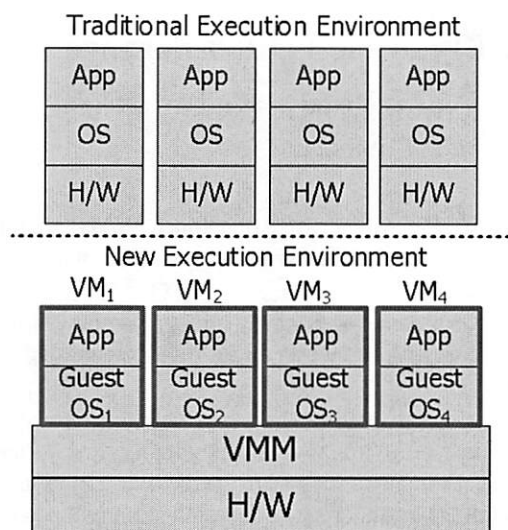 Traditional Execution Environment
App App App App
OS OS OS OS
H/W H/W H/W H/W
New Execution Environment
VM₁ VM₂ VM₃ VM₄
App App App App
Guest Guest Guest Guest
OS₁ OS₂ OS₃ OS₄
VMM
H/W